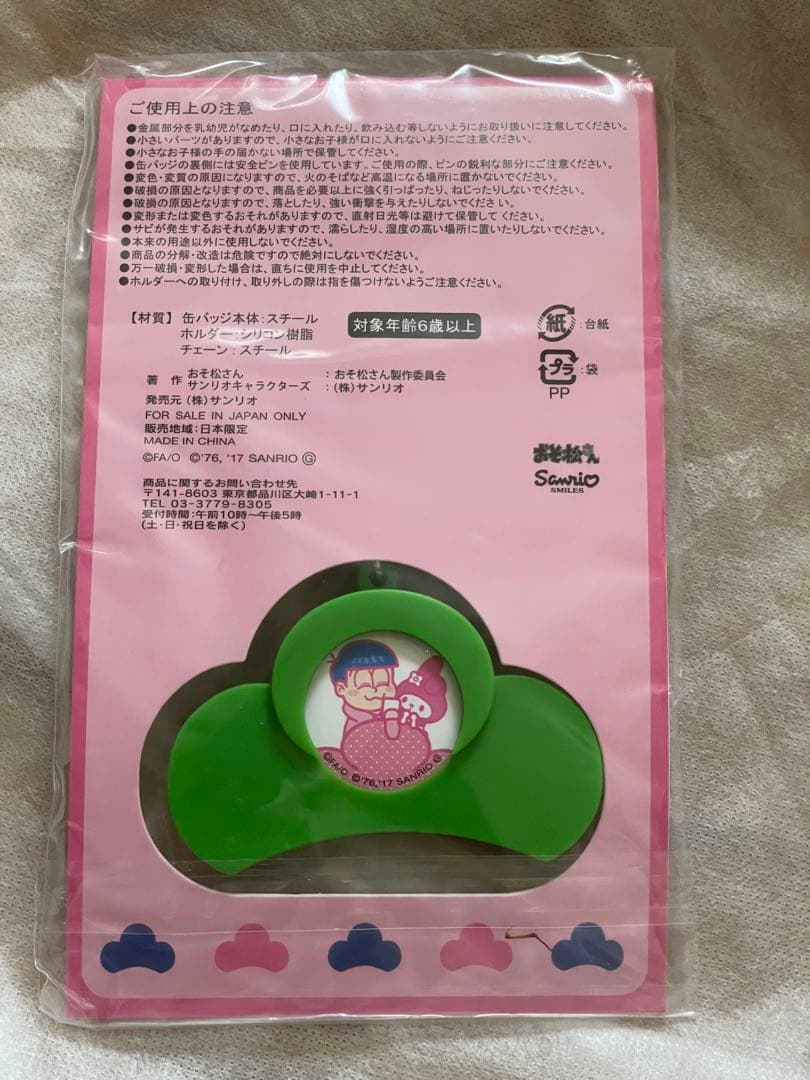 ご使用上の注意
●金属部分を乳幼児がなめたり、口に入れたり、飲み込む等しないようにお取り扱いに注意してください。
●小さいパーツがありますので、小さなお子様が口に入れないようにご注意ください。
●小さなお子様の手の届かない場所で保管してください。
●缶バッジの裏側には安全ピンを使用しています。ご使用の際、ピンの鋭利な部分にご注意ください。
●変色・変質の原因になりますので、火のそばなど高温になる場所に置かないでください。
●破損の原因となりますので、商品を必要以上に強く引っぱったり、ねじったりしないでください。
●破損の原因となりますので、落としたり、強い衝撃を与えたりしないでください。
●変形または変色するおそれがありますので、直射日光等は避けて保管してください。
●サビが発生するおそれがありますので、濡らしたり、湿度の高い場所に置いたりしないでください。
●本来の用途以外に使用しないでください。
●商品の分解・改造は危険ですので絶対にしないでください。
●万一破損・変形した場合は、直ちに使用を中止してください。
●ホルダーへの取り付け、取り外しの際は指を傷つけないようご注意ください。
【材質】 缶バッジ本体：スチール
ホルダー：シリコン樹脂
チェーン：スチール
対象年齢6歳以上
紙：台紙
プラ：袋
PP
著 作 おそ松さん ：おそ松さん製作委員会
サンリオキャラクターズ ：(株)サンリオ
発売元 (株)サンリオ
FOR SALE IN JAPAN ONLY
販売地域：日本限定
MADE IN CHINA
©FA/O ©'76, '17 SANRIO Ⓖ
おそ松さん
Sanrio
SMILES
商品に関するお問い合わせ先
〒141-8603 東京都品川区大崎1-11-1
TEL 03-3779-8305
受付時間：午前10時～午後5時
(土・日・祝日を除く)
©FA/O ©'76, '17 SANRIO Ⓖ